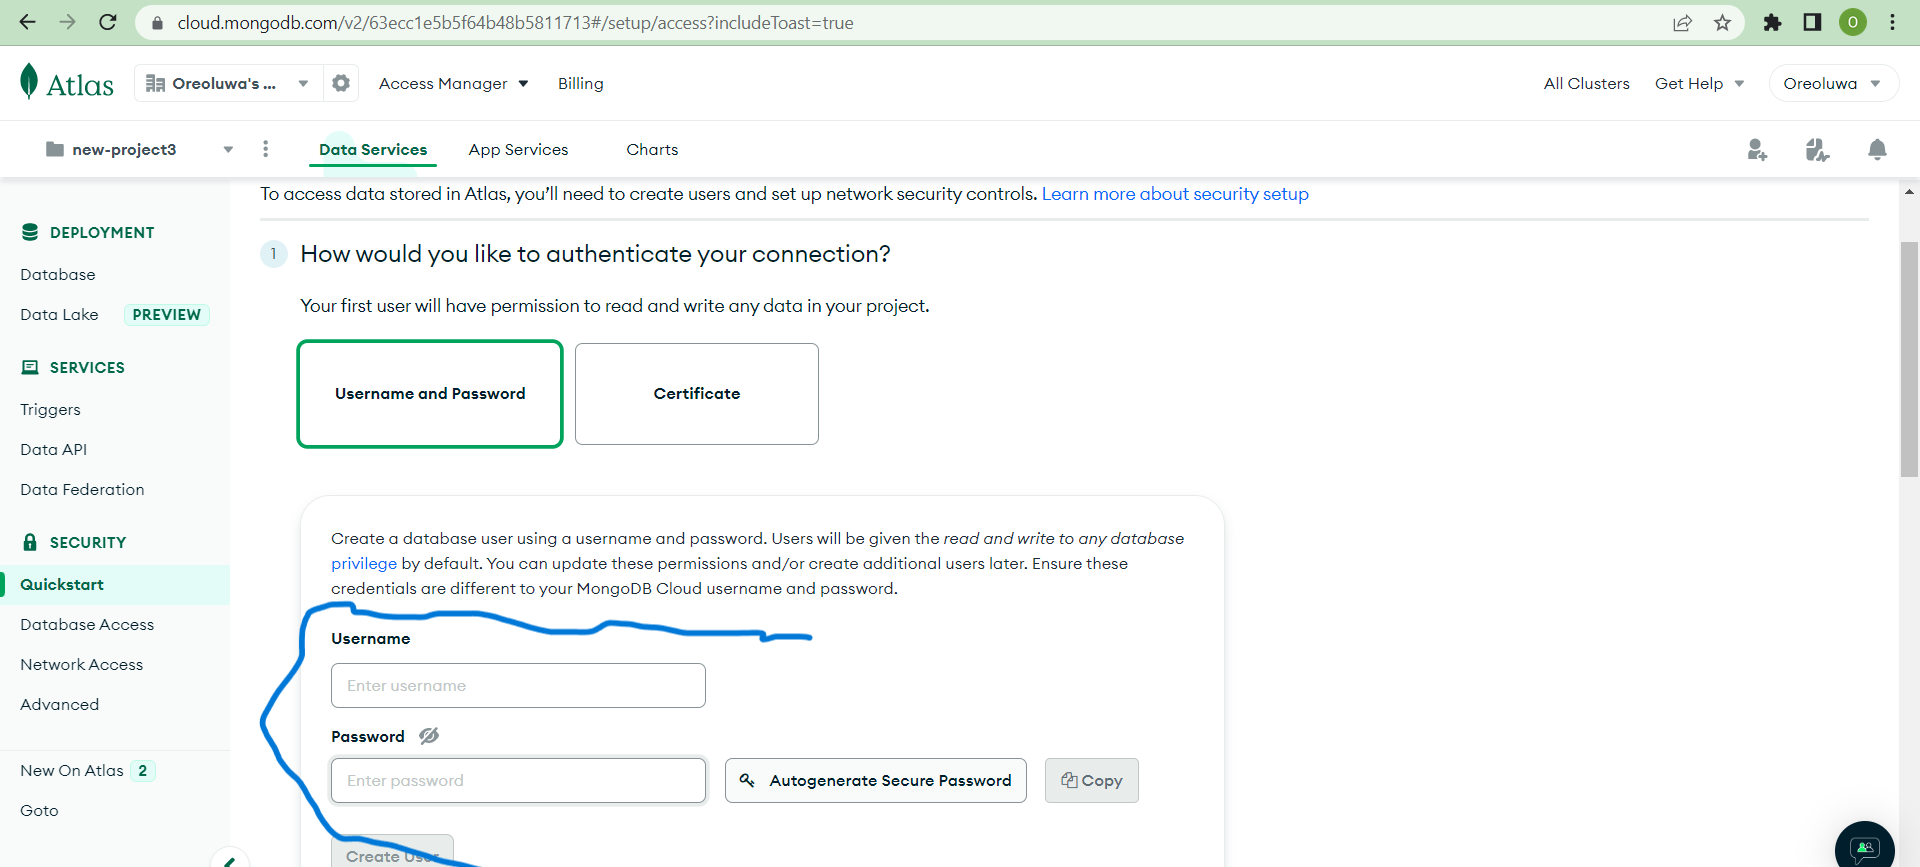 cloud.mongodb.com/v2/63ecc1e5b5f64b48b5811713#/setup/access?includeToast=true
O
Atlas
Oreoluwa's ...
Access Manager
Billing
All Clusters
Get Help
Oreoluwa
new-project3
Data Services
App Services
Charts
To access data stored in Atlas, you’ll need to create users and set up network security controls. Learn more about security setup
DEPLOYMENT
Database
Data Lake PREVIEW
SERVICES
Triggers
Data API
Data Federation
SECURITY
Quickstart
Database Access
Network Access
Advanced
New On Atlas 2
Goto
1 How would you like to authenticate your connection?
Your first user will have permission to read and write any data in your project.
Username and Password
Certificate
Create a database user using a username and password. Users will be given the read and write to any database
privilege by default. You can update these permissions and/or create additional users later. Ensure these
credentials are different to your MongoDB Cloud username and password.
Username
Enter username
Password
Enter password
Autogenerate Secure Password
Copy
Create User